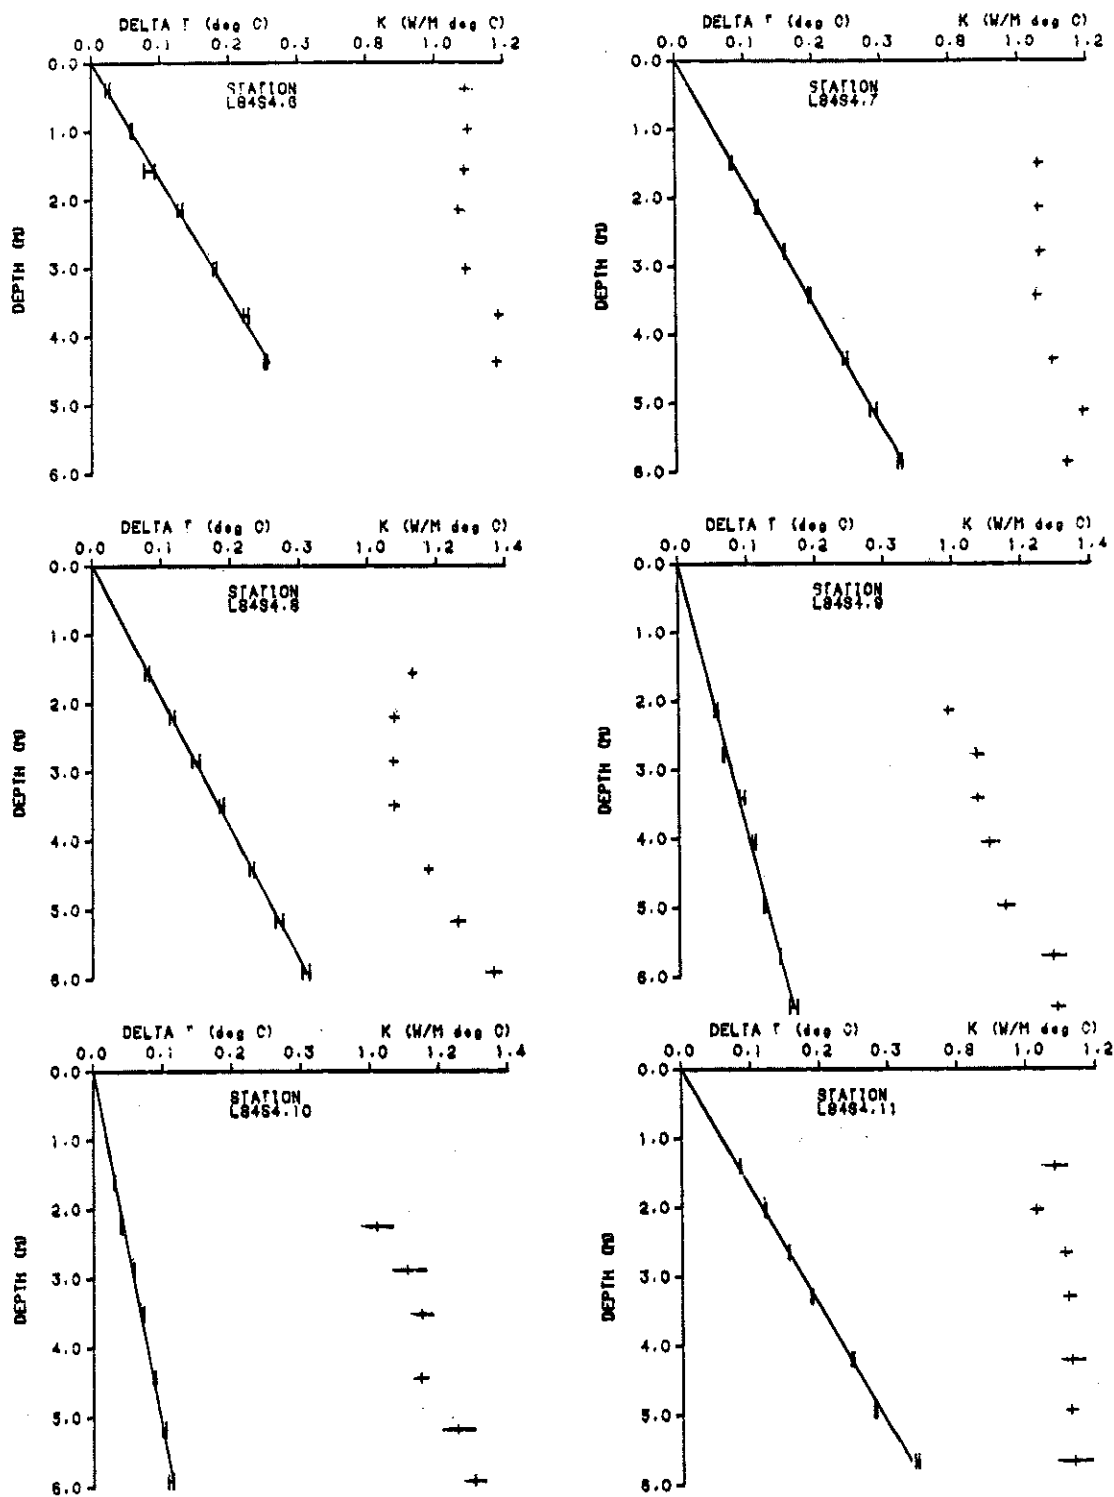 DELTA T (deg C) K (W/M deg C)
0.0 0.1 0.2 0.3 0.8 1.0 1.2
STATION
L84S4.6
0.0
1.0
2.0
3.0
4.0
5.0
6.0
DEPTH (M)
DELTA T (deg C) K (W/M deg C)
0.0 0.1 0.2 0.3 0.8 1.0 1.2
STATION
L84S4.7
0.0
1.0
2.0
3.0
4.0
5.0
6.0
DEPTH (M)
DELTA T (deg C) K (W/M deg C)
0.0 0.1 0.2 0.3 1.0 1.2 1.4
STATION
L84S4.8
0.0
1.0
2.0
3.0
4.0
5.0
6.0
DEPTH (M)
DELTA T (deg C) K (W/M deg C)
0.0 0.1 0.2 0.3 1.0 1.2 1.4
STATION
L84S4.9
0.0
1.0
2.0
3.0
4.0
5.0
6.0
DEPTH (M)
DELTA T (deg C) K (W/M deg C)
0.0 0.1 0.2 0.3 1.0 1.2 1.4
STATION
L84S4.10
0.0
1.0
2.0
3.0
4.0
5.0
6.0
DEPTH (M)
DELTA T (deg C) K (W/M deg C)
0.0 0.1 0.2 0.3 0.8 1.0 1.2
STATION
L84S4.11
0.0
1.0
2.0
3.0
4.0
5.0
6.0
DEPTH (M)